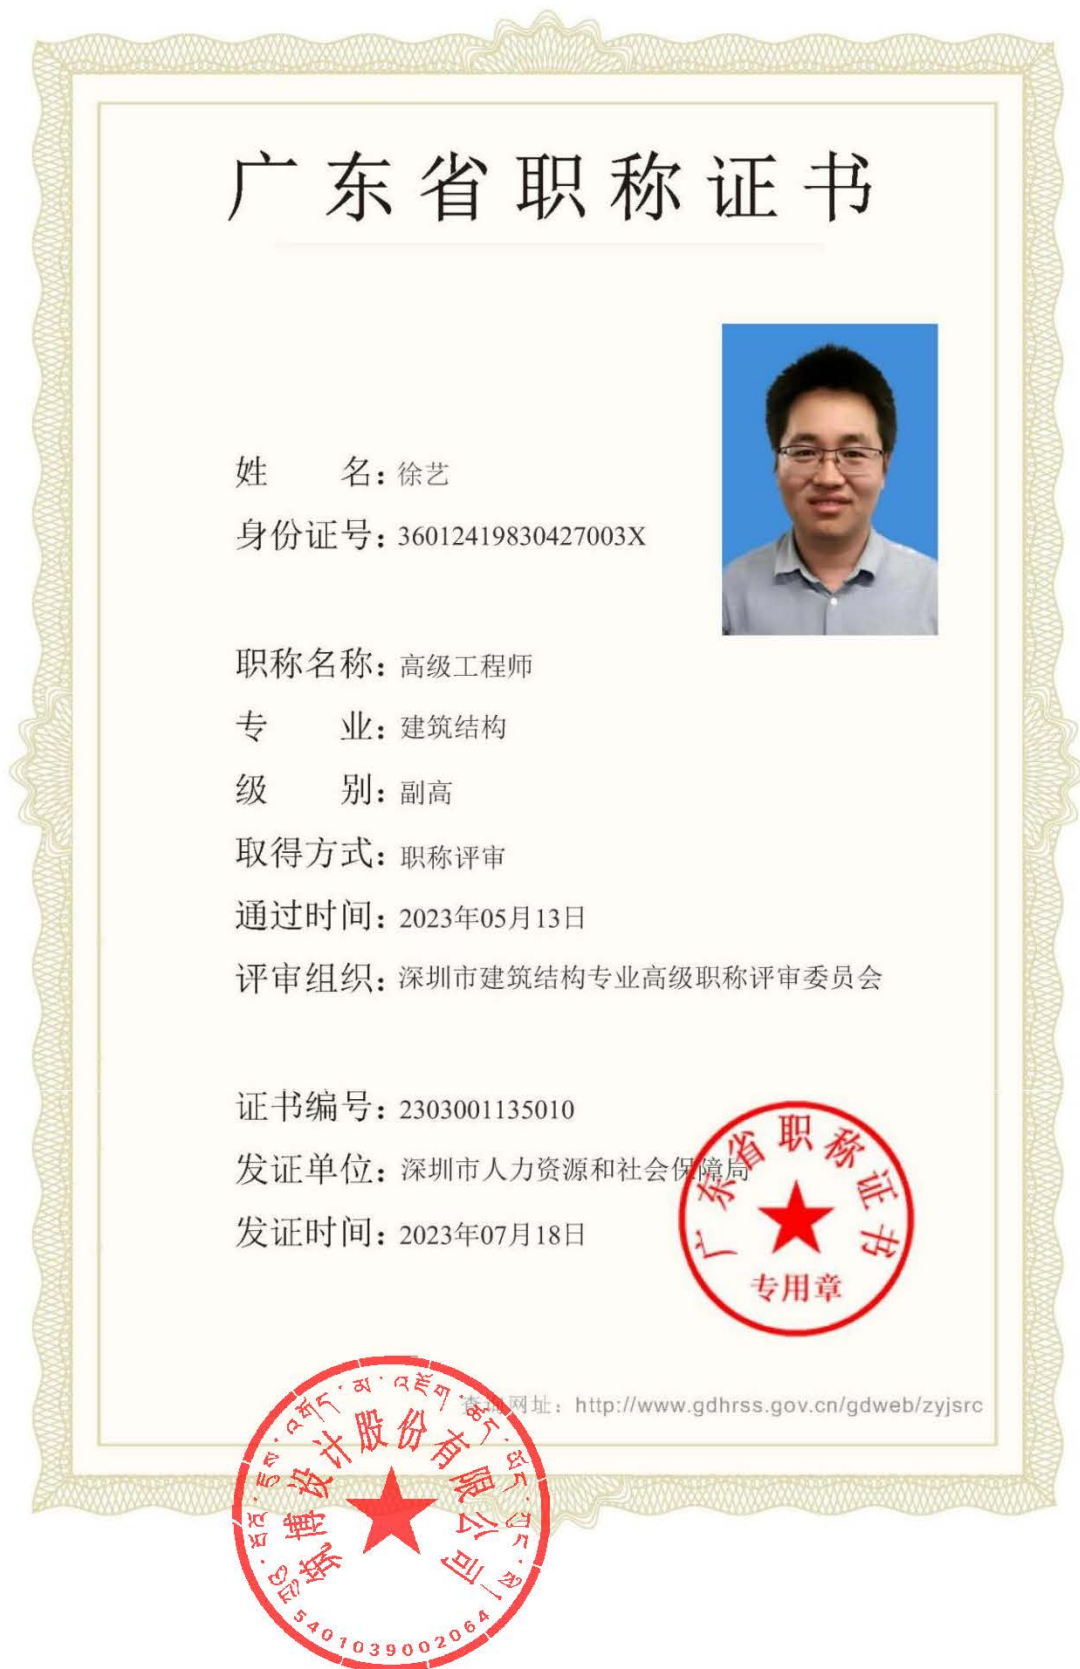 广东省职称证书
姓 名：徐艺
身份证号：36012419830427003X
职称名称：高级工程师
专 业：建筑结构
级 别：副高
取得方式：职称评审
通过时间：2023年05月13日
评审组织：深圳市建筑结构专业高级职称评审委员会
证书编号：2303001135010
发证单位：深圳市人力资源和社会保障局
发证时间：2023年07月18日
广东省职称证书
专用章
查询网址：http://www.gdhrss.gov.cn/gdweb/zyjsrc
筑博设计股份有限公司
5401039002064